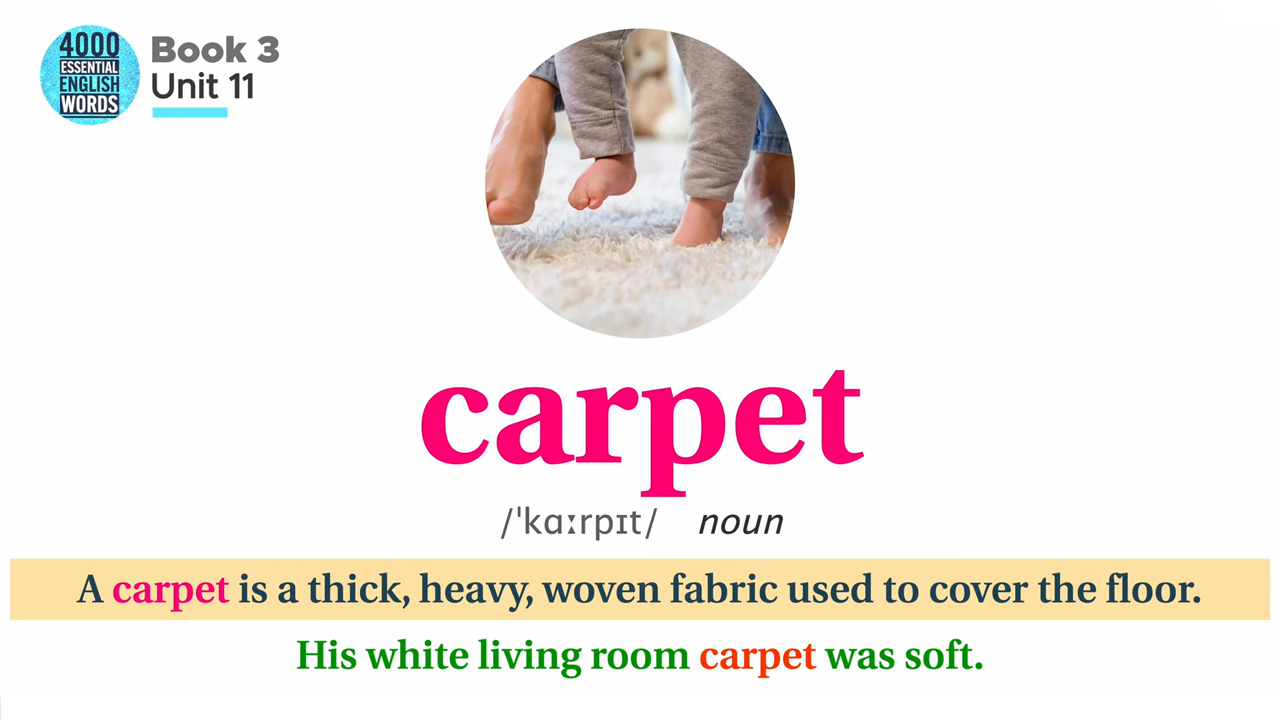 4000
ESSENTIAL
ENGLISH
WORDS
Book 3
Unit 11
carpet
/ˈkɑːrpɪt/ noun
A carpet is a thick, heavy, woven fabric used to cover the floor.
His white living room carpet was soft.